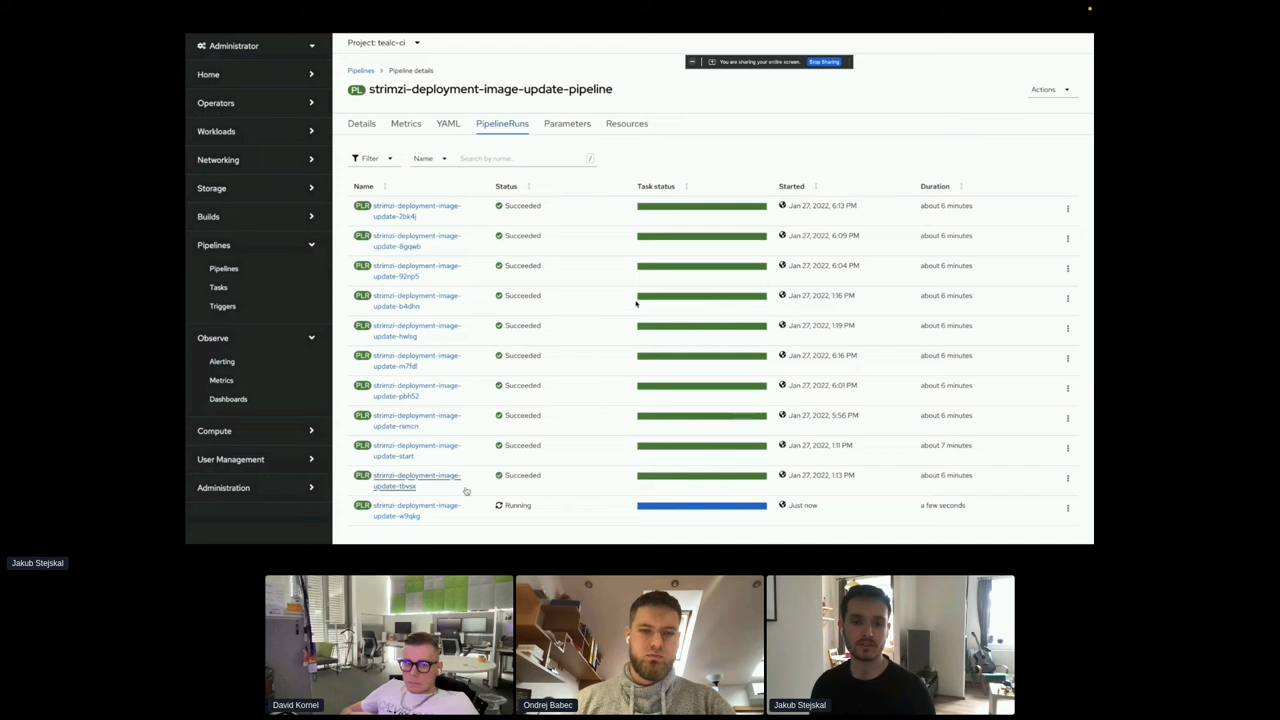 Administrator
Project: tealc-ci
You are sharing your entire screen.
Stop Sharing
Home
Operators
Workloads
Networking
Storage
Builds
Pipelines
Pipelines
Tasks
Triggers
Observe
Alerting
Metrics
Dashboards
Compute
User Management
Administration
Pipelines > Pipeline details
PL strimzi-deployment-image-update-pipeline
Actions
Details Metrics YAML PipelineRuns Parameters Resources
Filter Name Search by name... /
Name Status Task status Started Duration
PLR strimzi-deployment-image- Succeeded Jan 27, 2022, 6:13 PM about 6 minutes
update-2bk4j
PLR strimzi-deployment-image- Succeeded Jan 27, 2022, 6:09 PM about 6 minutes
update-8gqwb
PLR strimzi-deployment-image- Succeeded Jan 27, 2022, 6:04 PM about 6 minutes
update-92np5
PLR strimzi-deployment-image- Succeeded Jan 27, 2022, 1:16 PM about 6 minutes
update-b4dhn
PLR strimzi-deployment-image- Succeeded Jan 27, 2022, 1:19 PM about 6 minutes
update-hwlsg
PLR strimzi-deployment-image- Succeeded Jan 27, 2022, 6:16 PM about 6 minutes
update-m7fdl
PLR strimzi-deployment-image- Succeeded Jan 27, 2022, 6:01 PM about 6 minutes
update-pbh52
PLR strimzi-deployment-image- Succeeded Jan 27, 2022, 5:56 PM about 6 minutes
update-rsmcn
PLR strimzi-deployment-image- Succeeded Jan 27, 2022, 1:11 PM about 7 minutes
update-start
PLR strimzi-deployment-image- Succeeded Jan 27, 2022, 1:13 PM about 6 minutes
update-tbvsx
PLR strimzi-deployment-image- Running Just now a few seconds
update-w9qkg
Jakub Stejskal
David Kornel
Ondrej Babec
Jakub Stejskal